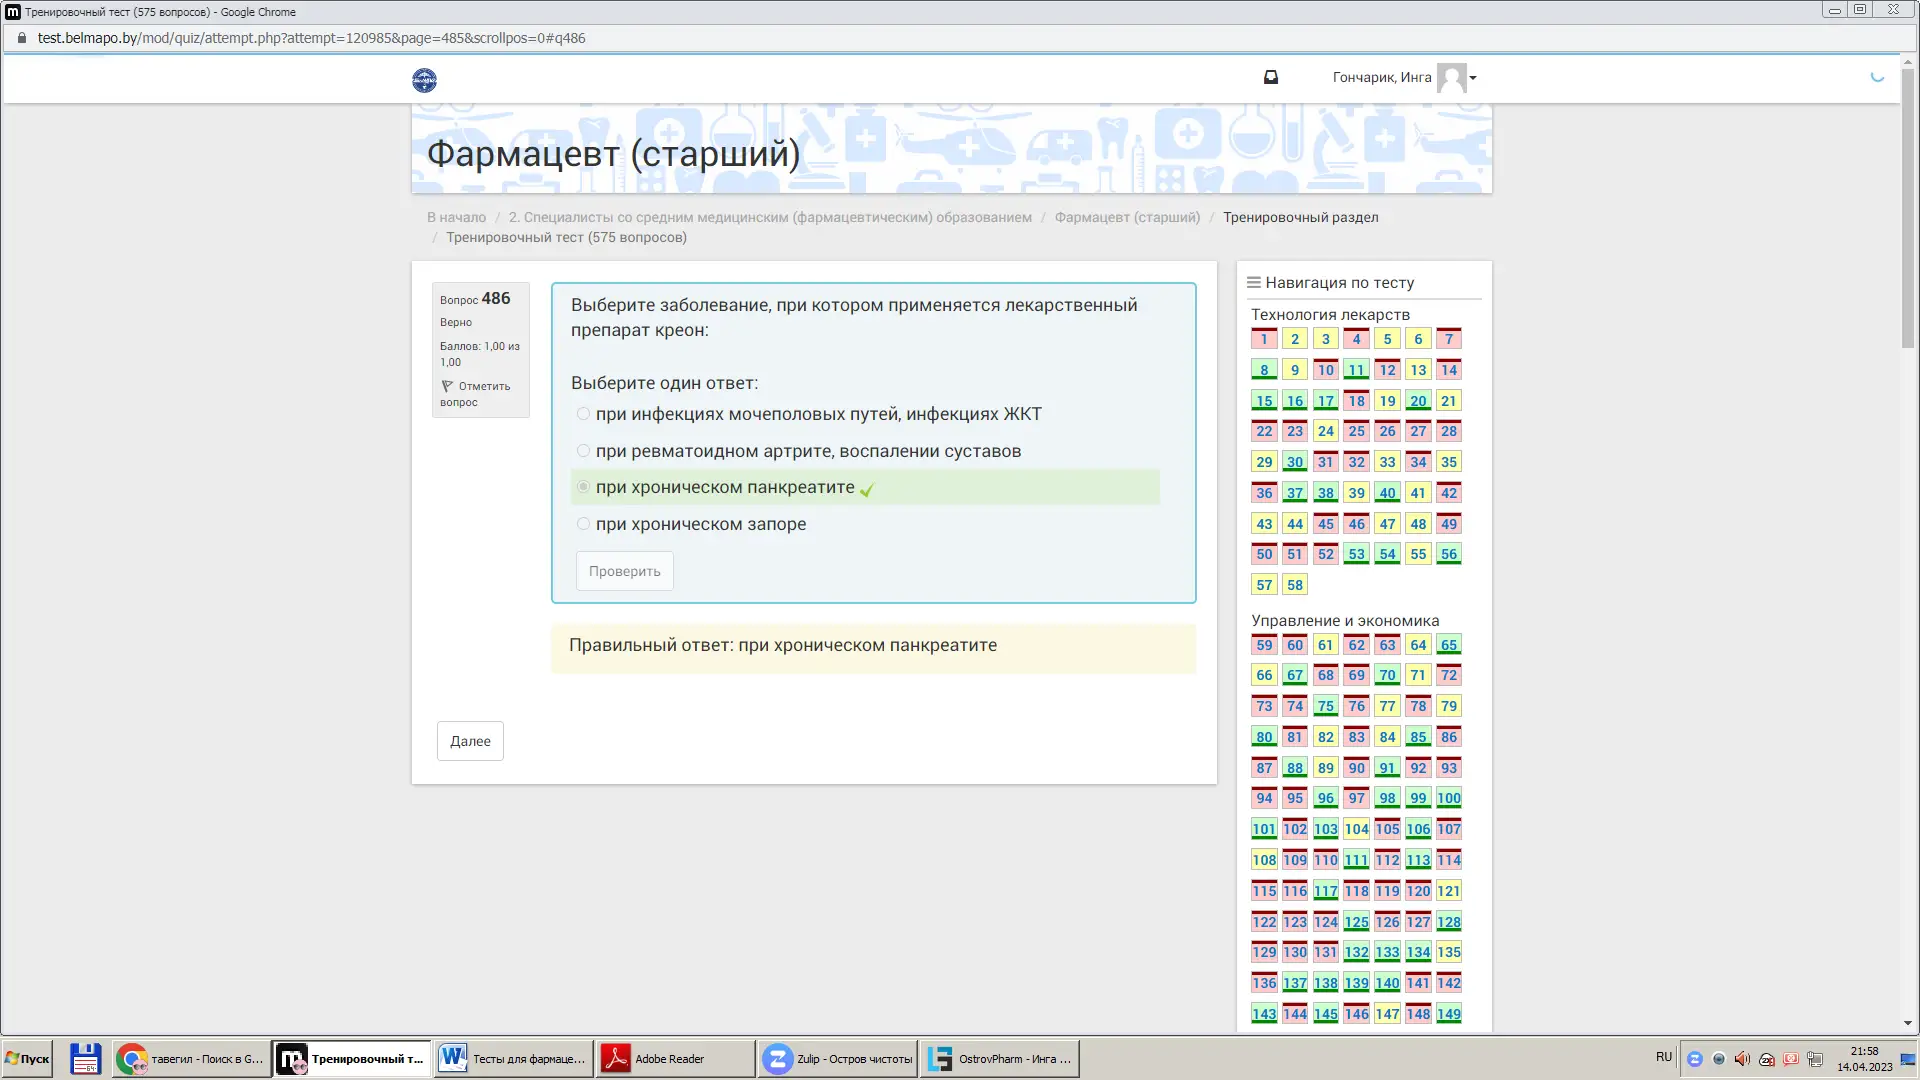 Тренировочный тест (575 вопросов) - Google Chrome
test.belmapo.by/mod/quiz/attempt.php?attempt=120985&page=485&scrollpos=0#q486
Гончарик, Инга
Фармацевт (старший)
В начало / 2. Специалисты со средним медицинским (фармацевтическим) образованием / Фармацевт (старший) / Тренировочный раздел
/ Тренировочный тест (575 вопросов)
Вопрос 486
Верно
Баллов: 1,00 из
1,00
Отметить
вопрос
Выберите заболевание, при котором применяется лекарственный
препарат креон:
Выберите один ответ:
при инфекциях мочеполовых путей, инфекциях ЖКТ
при ревматоидном артрите, воспалении суставов
при хроническом панкреатите
при хроническом запоре
Проверить
Правильный ответ: при хроническом панкреатите
Далее
Навигация по тесту
Технология лекарств
1 2 3 4 5 6 7
8 9 10 11 12 13 14
15 16 17 18 19 20 21
22 23 24 25 26 27 28
29 30 31 32 33 34 35
36 37 38 39 40 41 42
43 44 45 46 47 48 49
50 51 52 53 54 55 56
57 58
Управление и экономика
59 60 61 62 63 64 65
66 67 68 69 70 71 72
73 74 75 76 77 78 79
80 81 82 83 84 85 86
87 88 89 90 91 92 93
94 95 96 97 98 99 100
101 102 103 104 105 106 107
108 109 110 111 112 113 114
115 116 117 118 119 120 121
122 123 124 125 126 127 128
129 130 131 132 133 134 135
136 137 138 139 140 141 142
143 144 145 146 147 148 149
Пуск
тавегил - Поиск в G...
Тренировочный т...
Тесты для фармаце...
Adobe Reader
Zulip - Остров чистоты
OstrovPharm - Инга ...
RU
21:58
14.04.2023